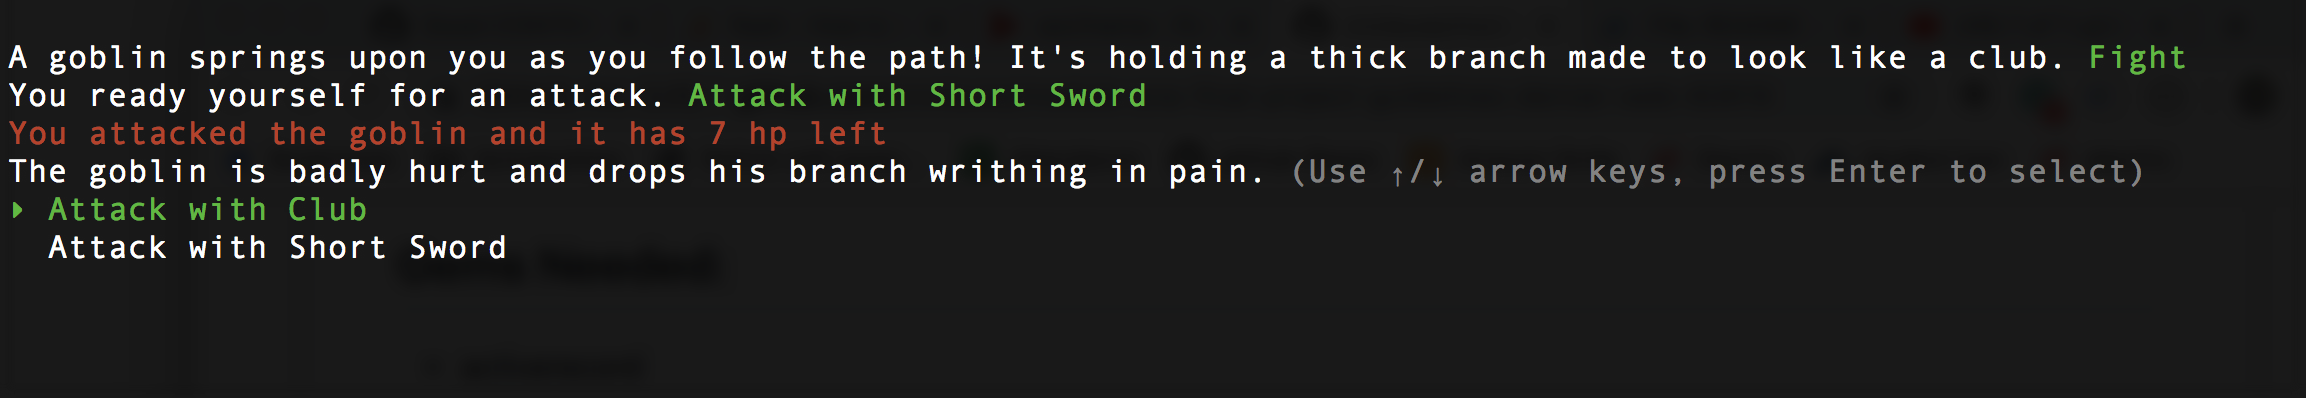 A goblin springs upon you as you follow the path! It's holding a thick branch made to look like a club. Fight
You ready yourself for an attack. Attack with Short Sword
You attacked the goblin and it has 7 hp left
The goblin is badly hurt and drops his branch writhing in pain. (Use ↑/↓ arrow keys, press Enter to select)
▸ Attack with Club
Attack with Short Sword